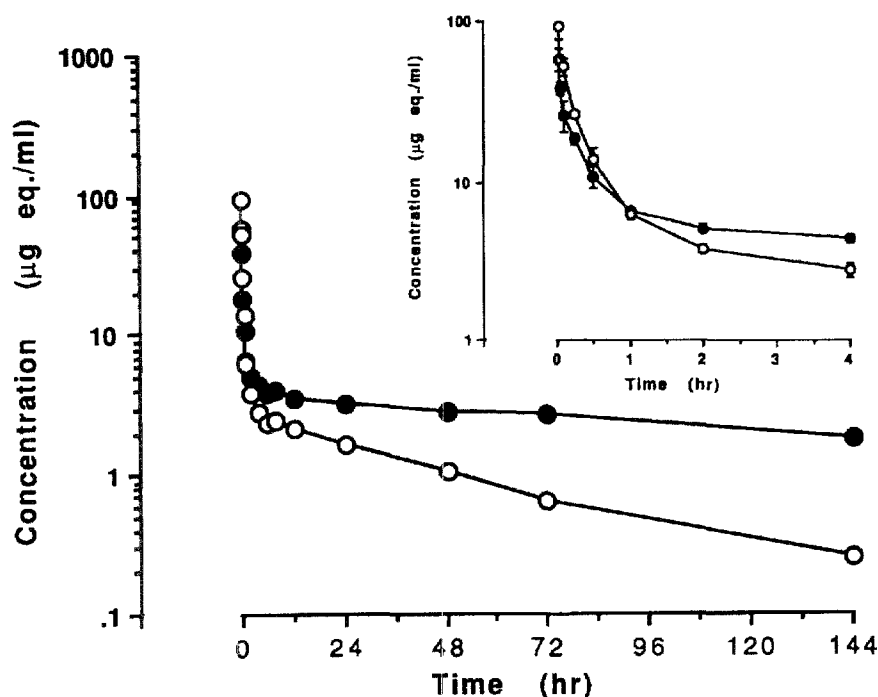 1000
100
10
1
.1
Concentration (µg eq./ml)
0 24 48 72 96 120 144
Time (hr)
100
10
1
Concentration (µg eq./ml)
0 1 2 3 4
Time (hr)